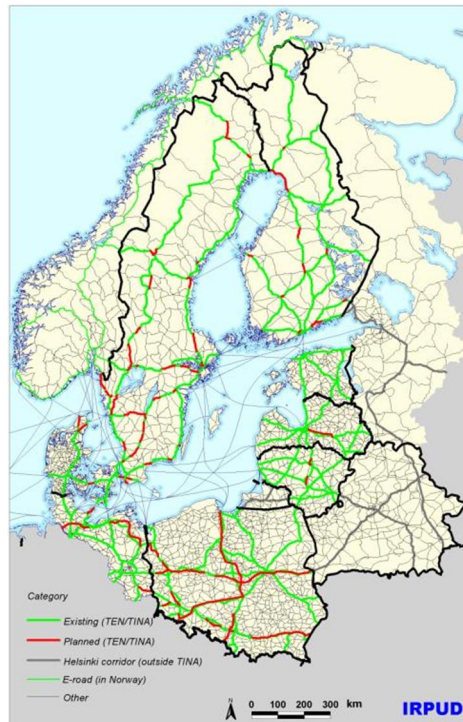 Category
Existing (TEN/TINA)
Planned (TEN/TINA)
Helsinki corridor (outside TINA)
E-road (in Norway)
Other
N
0 100 200 300 km
IRPUD